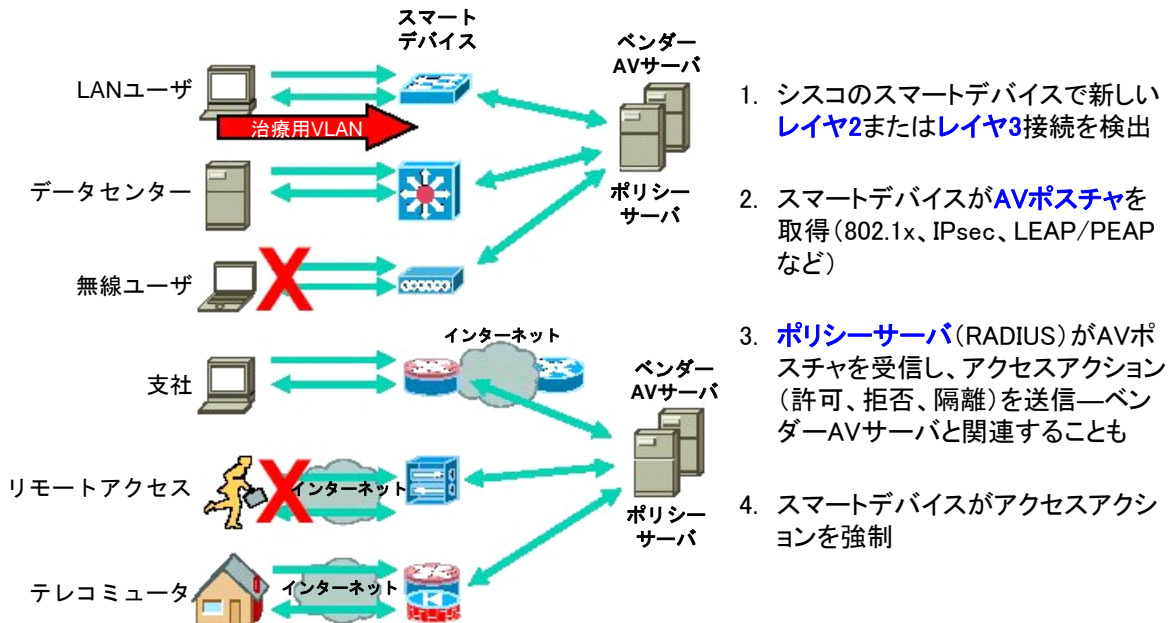 スマート
デバイス
ベンダー
AVサーバ
LANユーザ
治療用VLAN
データセンター
ポリシー
サーバ
無線ユーザ
インターネット
支社
ベンダー
AVサーバ
リモートアクセス
インターネット
ポリシー
サーバ
テレコミュータ
インターネット
1. シスコのスマートデバイスで新しい
レイヤ2またはレイヤ3接続を検出
2. スマートデバイスがAVポスチャを
取得(802.1x、IPsec、LEAP/PEAP
など)
3. ポリシーサーバ(RADIUS)がAVポ
スチャを受信し、アクセスアクション
(許可、拒否、隔離)を送信―ベン
ダーAVサーバと関連することも
4. スマートデバイスがアクセスアクシ
ョンを強制